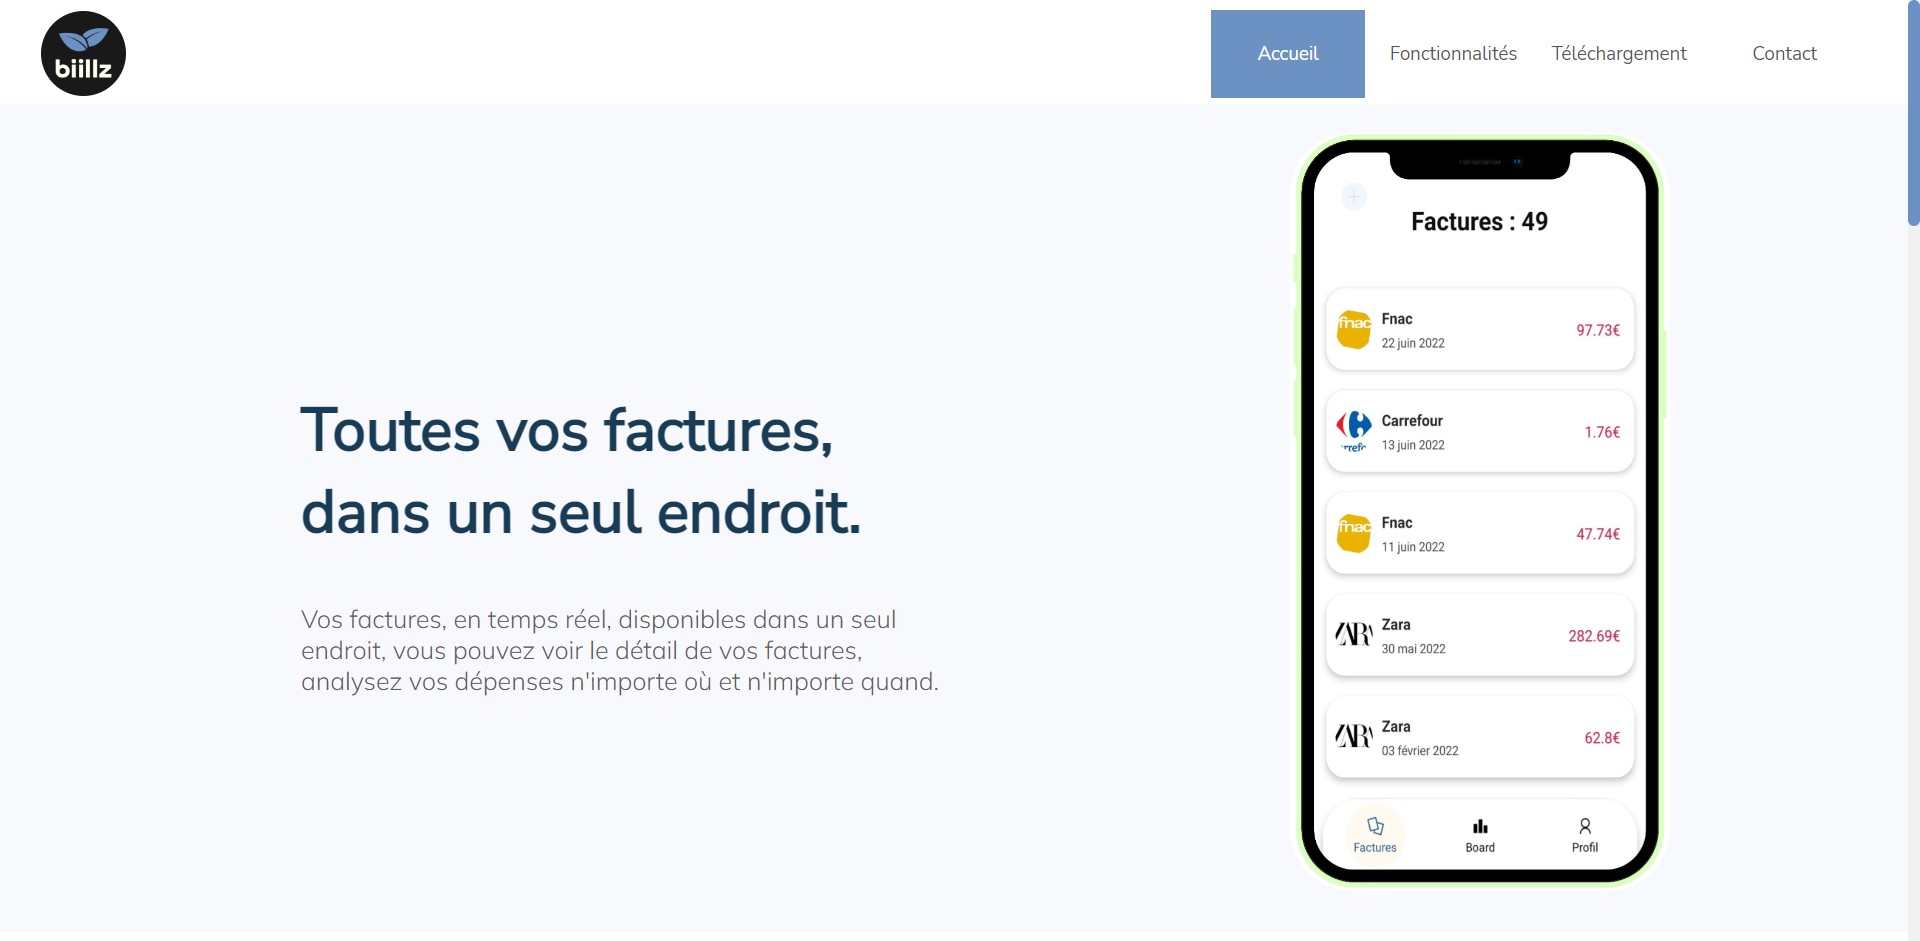 biillz
Accueil
Fonctionnalités
Téléchargement
Contact
Toutes vos factures,
dans un seul endroit.
Vos factures, en temps réel, disponibles dans un seul
endroit, vous pouvez voir le détail de vos factures,
analysez vos dépenses n'importe où et n'importe quand.
Factures : 49
fnac
Fnac
97.73€
22 juin 2022
Carrefour
1.76€
13 juin 2022
fnac
Fnac
47.74€
11 juin 2022
ZARA
Zara
282.69€
30 mai 2022
ZARA
Zara
62.8€
03 février 2022
Factures
Board
Profil